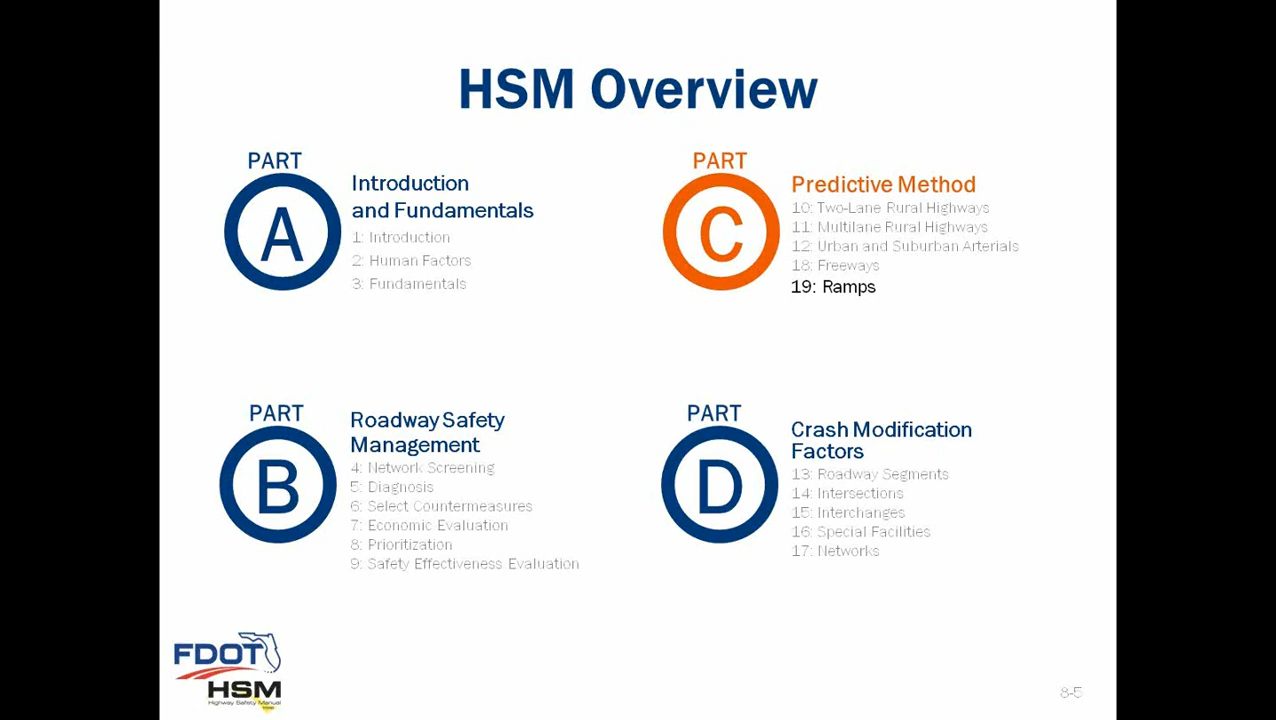 HSM Overview
PART
A
Introduction
and Fundamentals
1: Introduction
2: Human Factors
3: Fundamentals
PART
C
Predictive Method
10: Two-Lane Rural Highways
11: Multilane Rural Highways
12: Urban and Suburban Arterials
18: Freeways
19: Ramps
PART
B
Roadway Safety
Management
4: Network Screening
5: Diagnosis
6: Select Countermeasures
7: Economic Evaluation
8: Prioritization
9: Safety Effectiveness Evaluation
PART
D
Crash Modification
Factors
13: Roadway Segments
14: Intersections
15: Interchanges
16: Special Facilities
17: Networks
FDOT
HSM
Highway Safety Manual
8-5